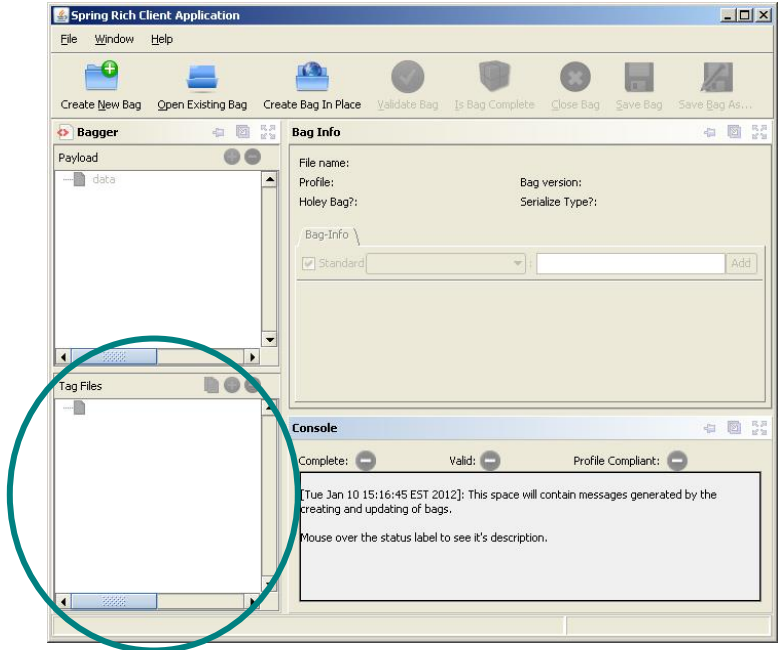 Spring Rich Client Application
File Window Help
Create New Bag Open Existing Bag Create Bag In Place Validate Bag Is Bag Complete Close Bag Save Bag Save Bag As...
Bagger
Payload
data
Tag Files
Bag Info
File name:
Profile: Bag version:
Holey Bag?: Serialize Type?:
Bag-Info
Standard : Add
Console
Complete: Valid: Profile Compliant:
[Tue Jan 10 15:16:45 EST 2012]: This space will contain messages generated by the
creating and updating of bags.
Mouse over the status label to see it's description.